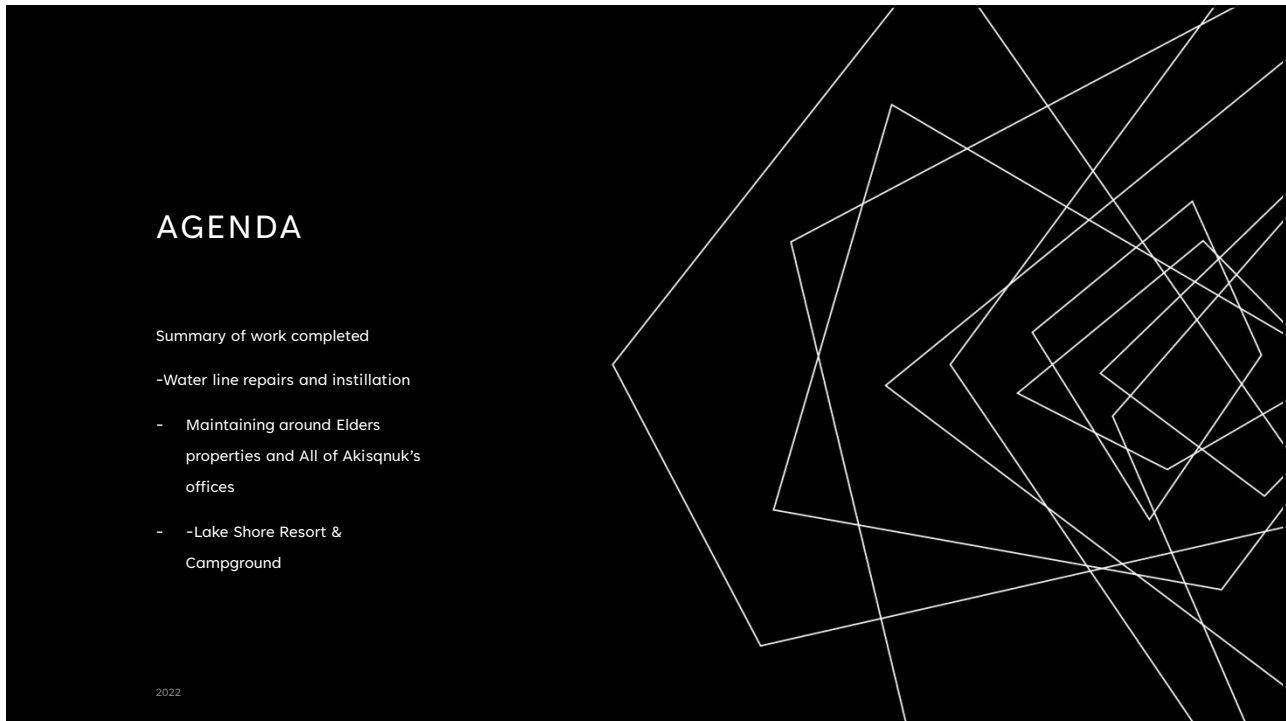 AGENDA
Summary of work completed
-Water line repairs and instillation
- Maintaining around Elders
properties and All of Akisqnuk’s
offices
- -Lake Shore Resort &
Campground
2022